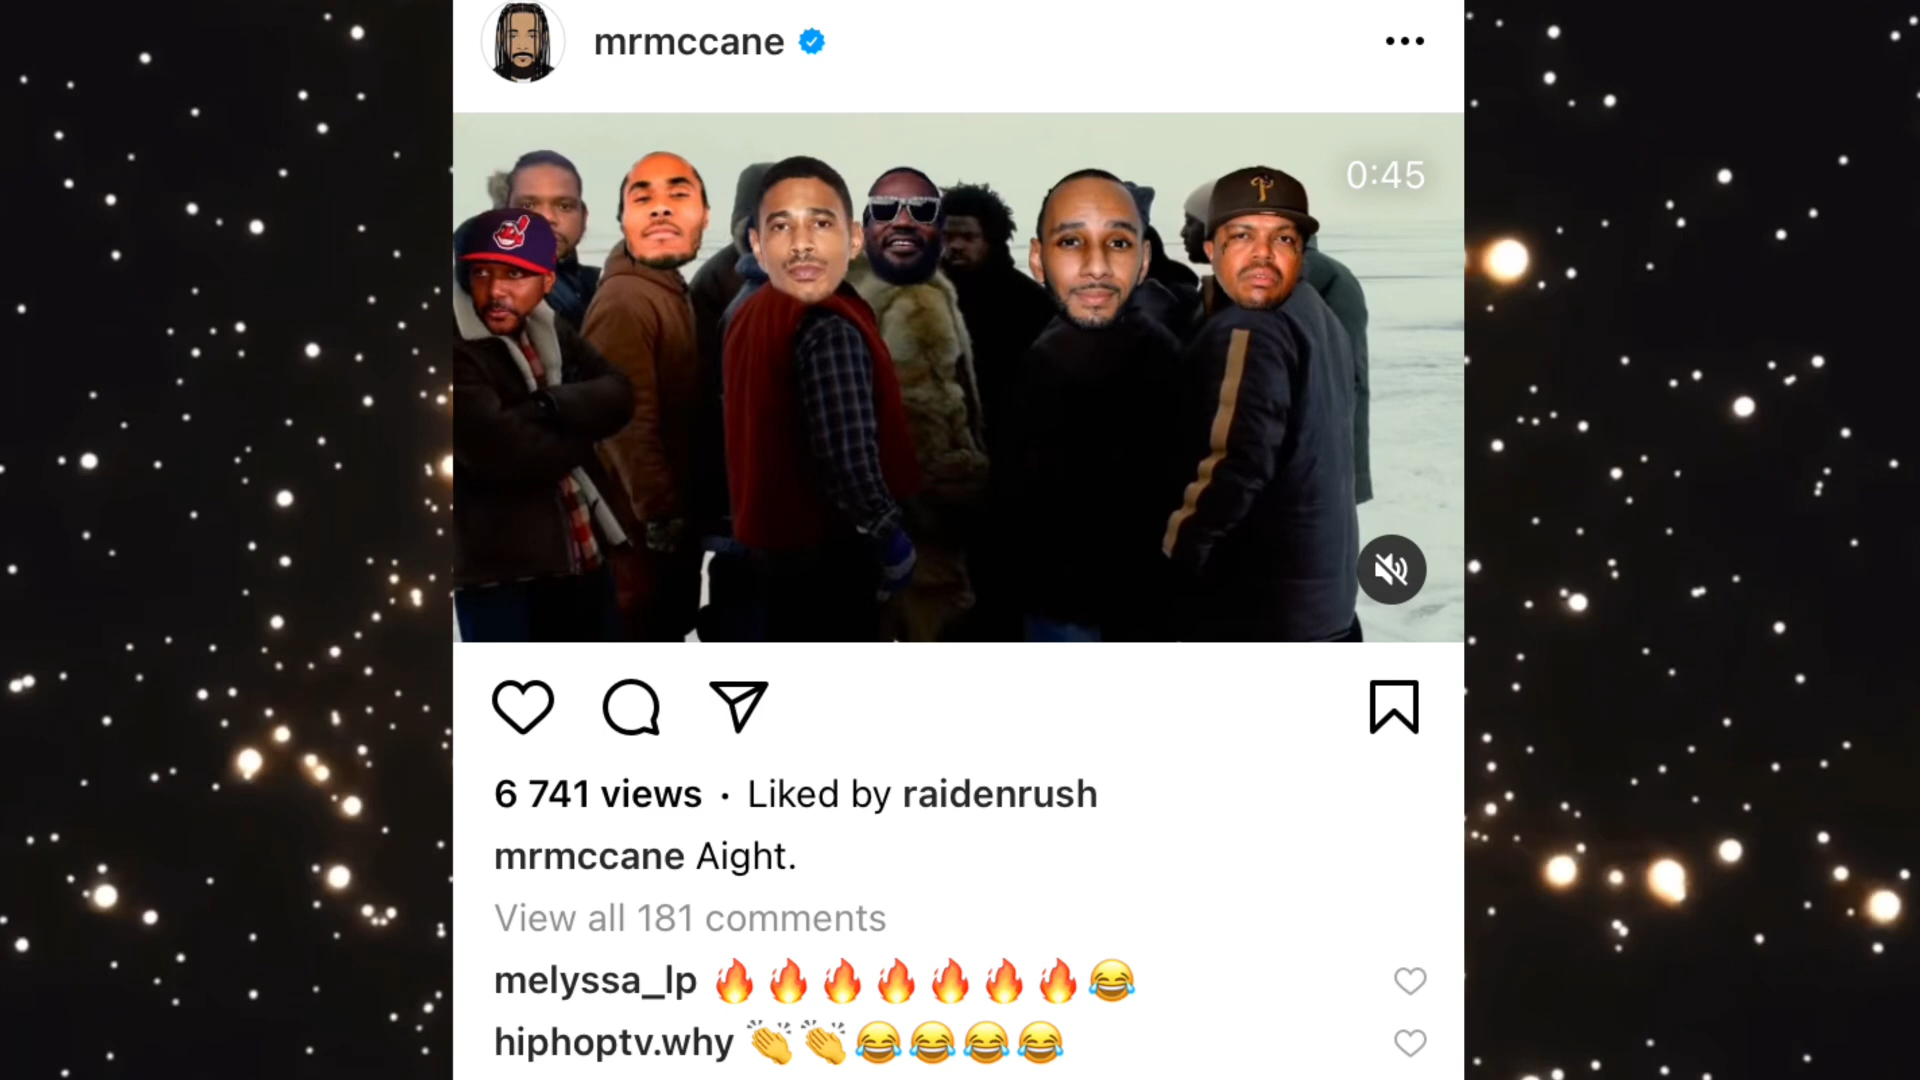 mrmccane
0:45
6 741 views · Liked by raidenrush
mrmccane Aight.
View all 181 comments
melyssa_lp 🔥🔥🔥🔥🔥🔥🔥😂
hiphoptv.why 👏👏😂😂😂😂